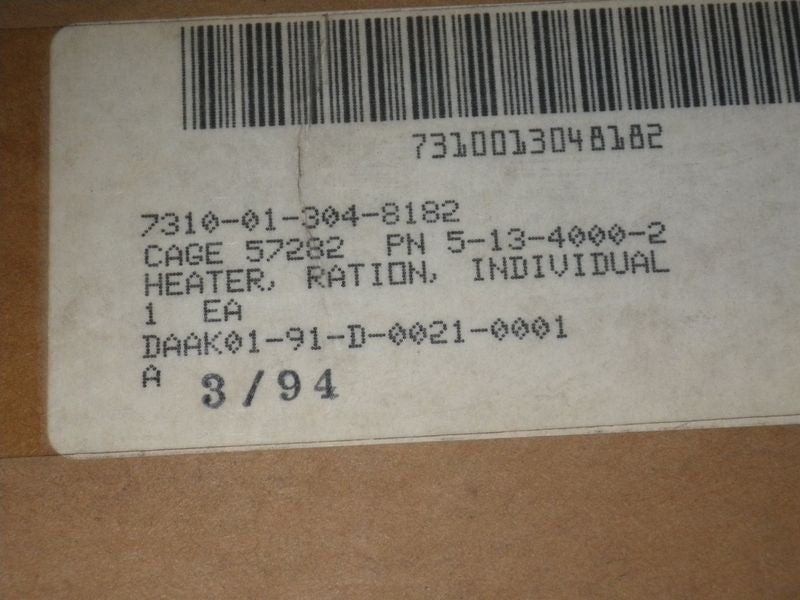 7310013048182
7310-01-304-8182
CAGE 57282 PN 5-13-4000-2
HEATER, RATION, INDIVIDUAL
1 EA
DAAK01-91-D-0021-0001
A 3/94